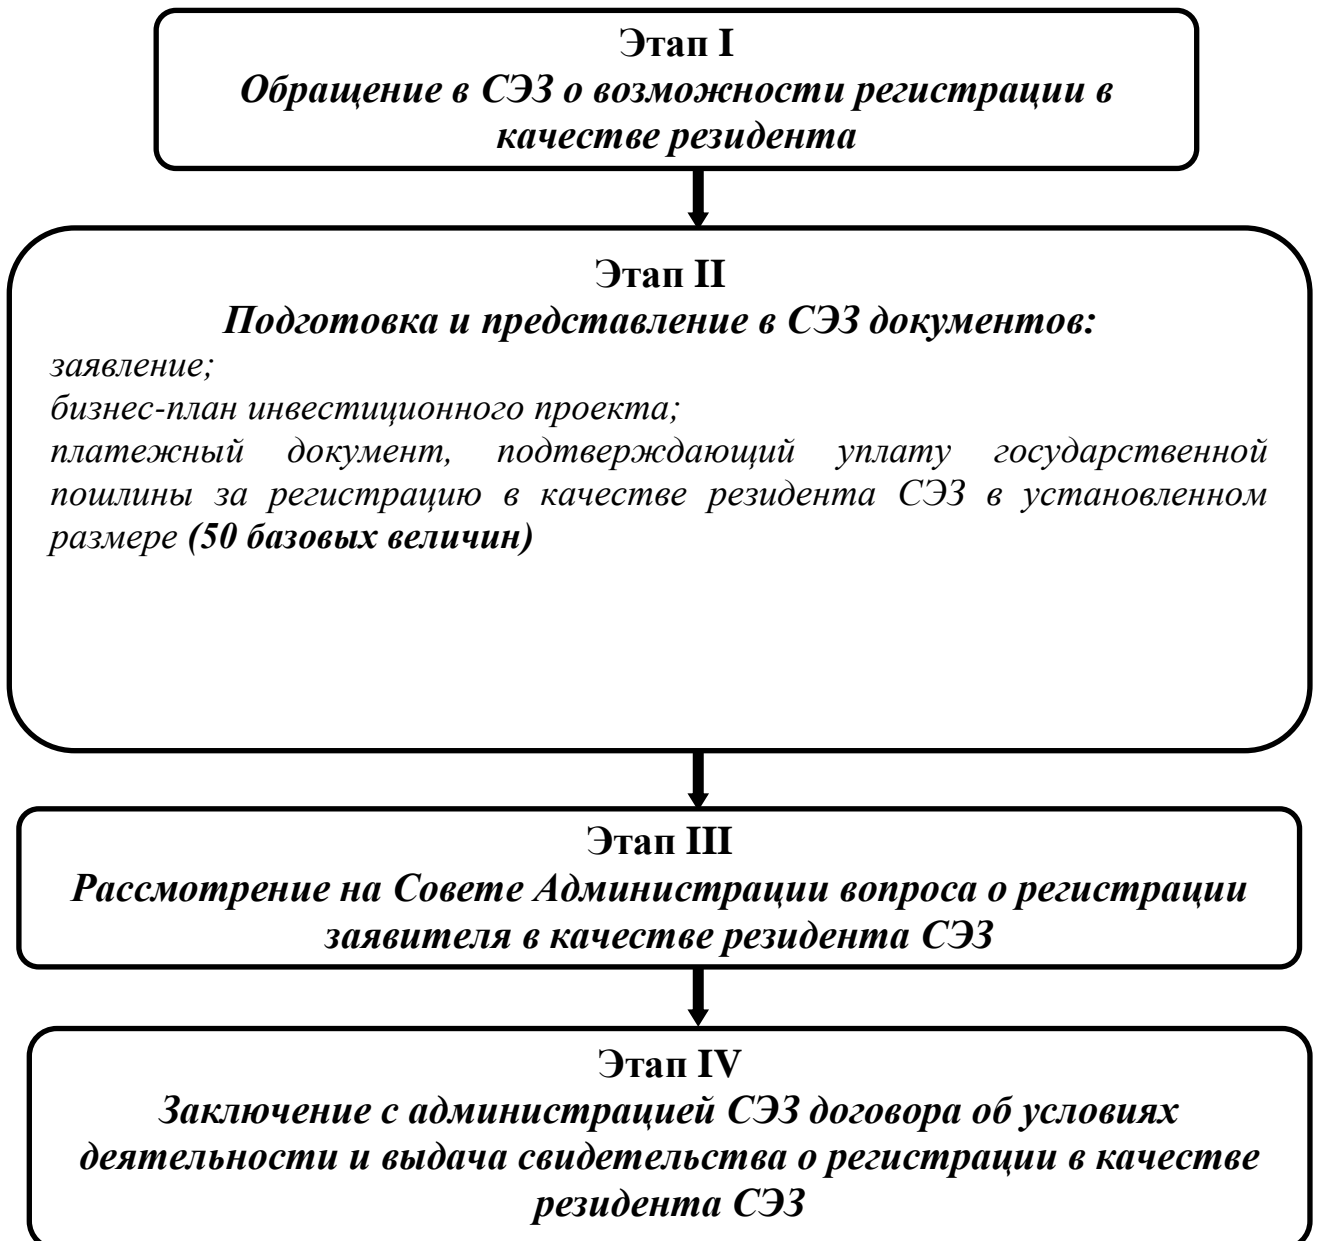 Этап I
Обращение в СЭЗ о возможности регистрации в
качестве резидента
Этап II
Подготовка и представление в СЭЗ документов:
заявление;
бизнес-план инвестиционного проекта;
платежный документ, подтверждающий уплату государственной
пошлины за регистрацию в качестве резидента СЭЗ в установленном
размере (50 базовых величин)
Этап III
Рассмотрение на Совете Администрации вопроса о регистрации
заявителя в качестве резидента СЭЗ
Этап IV
Заключение с администрацией СЭЗ договора об условиях
деятельности и выдача свидетельства о регистрации в качестве
резидента СЭЗ